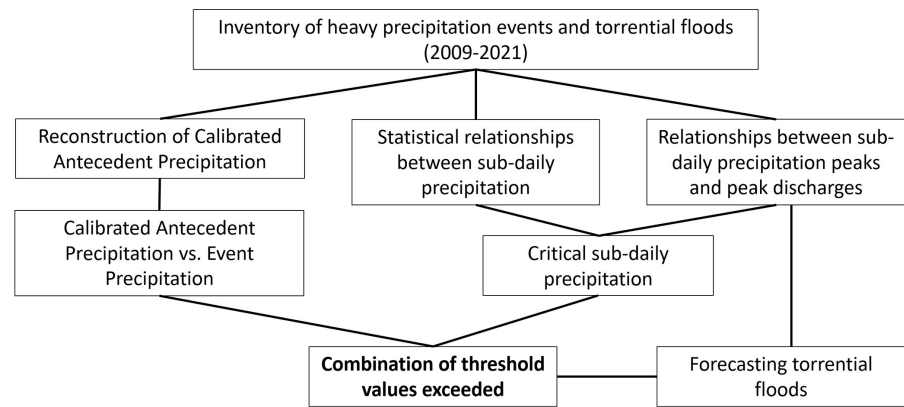 Inventory of heavy precipitation events and torrential floods
(2009-2021)
Reconstruction of Calibrated
Antecedent Precipitation
Statistical relationships
between sub-daily
precipitation
Relationships between sub-
daily precipitation peaks
and peak discharges
Calibrated Antecedent
Precipitation vs. Event
Precipitation
Critical sub-daily
precipitation
Combination of threshold
values exceeded
Forecasting torrential
floods